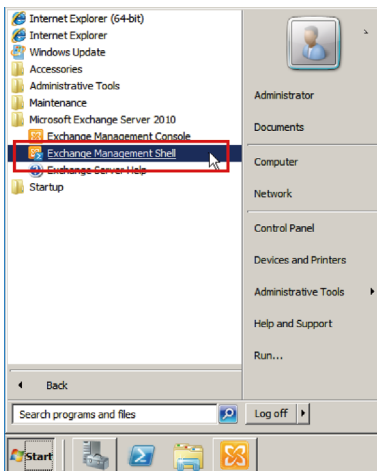 Internet Explorer (64-bit)
Internet Explorer
Windows Update
Accessories
Administrative Tools
Maintenance
Microsoft Exchange Server 2010
Exchange Management Console
Exchange Management Shell
Exchange Server Help
Startup
Back
Search programs and files
Administrator
Documents
Computer
Network
Control Panel
Devices and Printers
Administrative Tools
Help and Support
Run...
Log off
Start